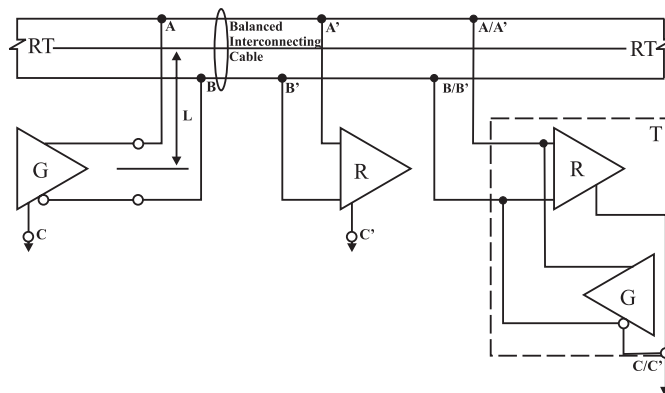 A
Balanced
Interconnecting
Cable
A'
A/A'
RT
RT
B
B'
B/B'
L
T
G
R
R
C
C'
G
C/C'